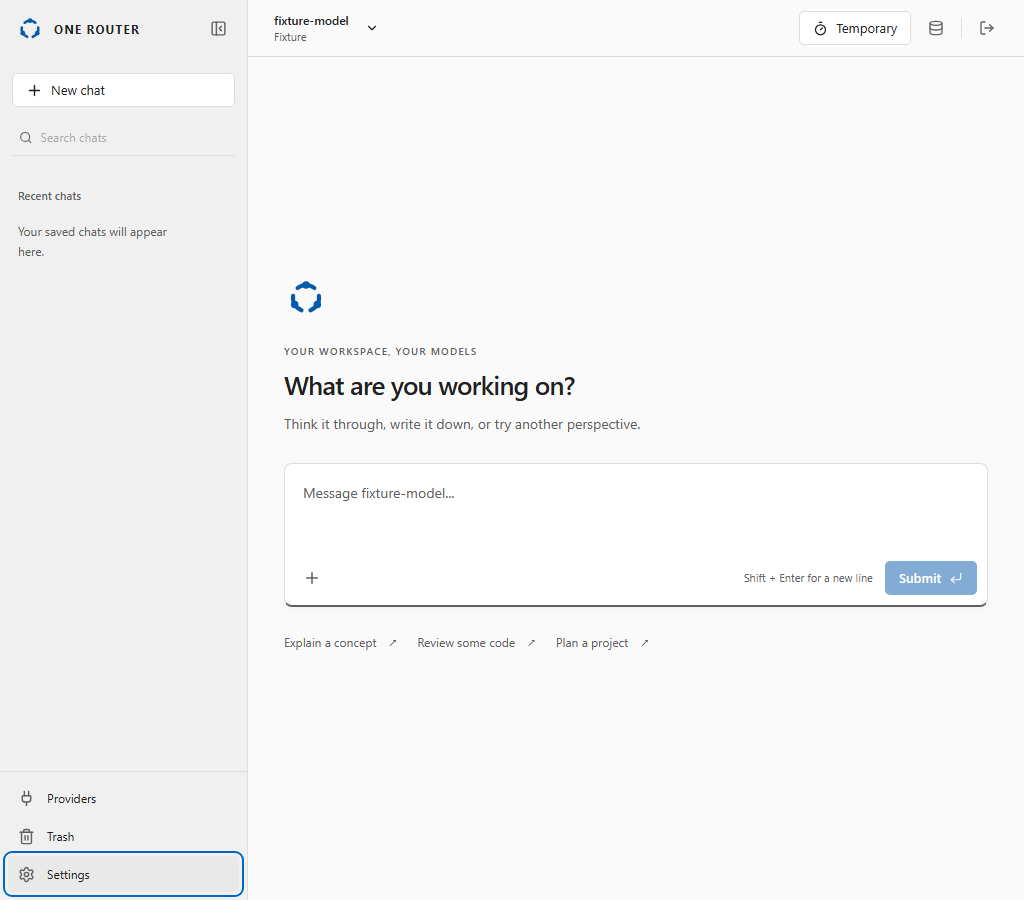 ONE ROUTER
New chat
Search chats
Recent chats
Your saved chats will appear
here.
Providers
Trash
Settings
fixture-model
Fixture
Temporary
YOUR WORKSPACE, YOUR MODELS
What are you working on?
Think it through, write it down, or try another perspective.
Message fixture-model...
Shift + Enter for a new line
Submit
Explain a concept
Review some code
Plan a project